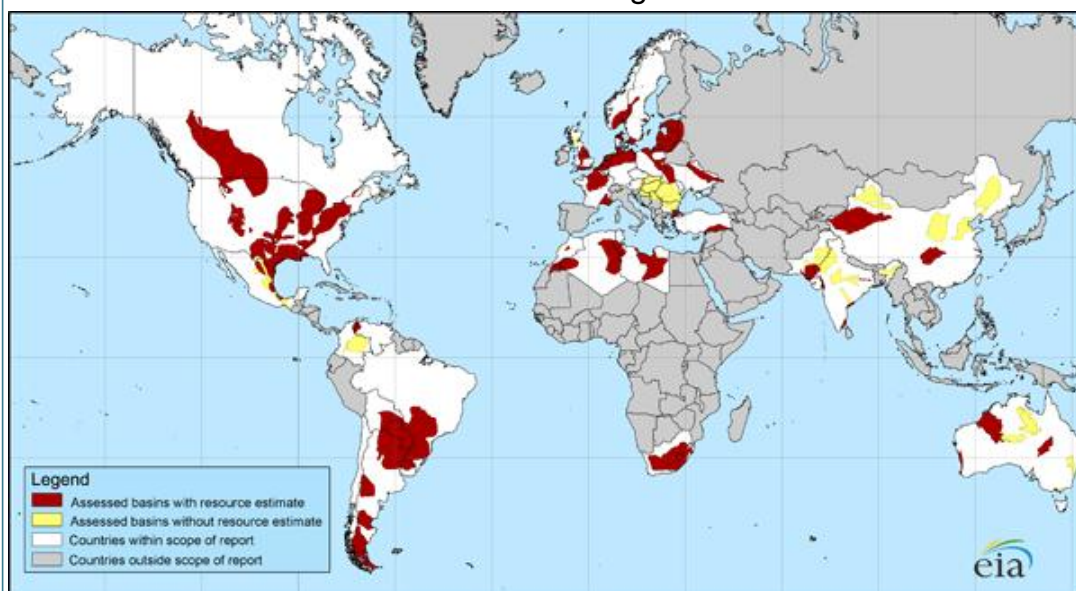 Legend
Assessed basins with resource estimate
Assessed basins without resource estimate
Countries within scope of report
Countries outside scope of report
eia